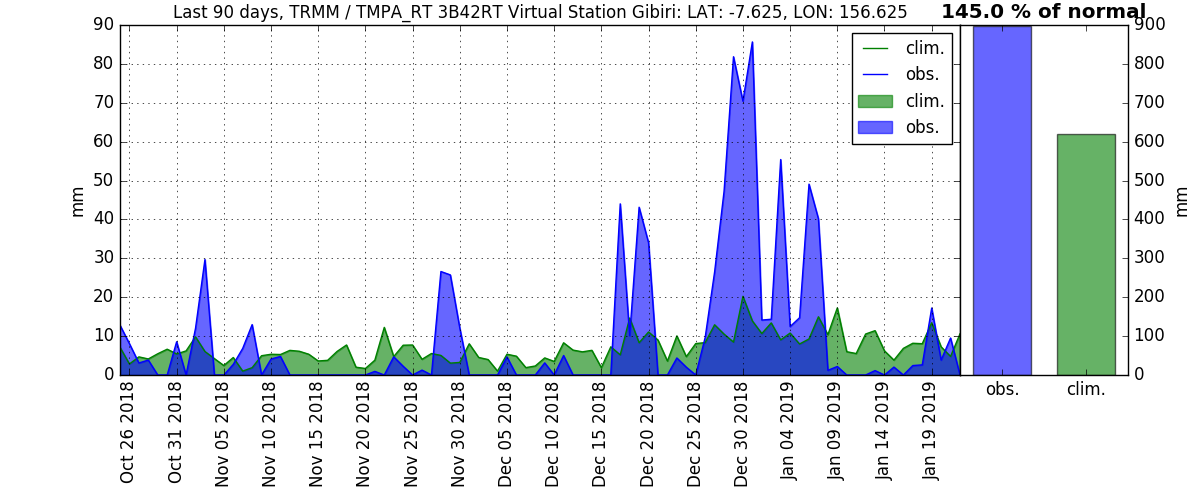 Last 90 days, TRMM / TMPA_RT 3B42RT Virtual Station Gibiri: LAT: -7.625, LON: 156.625
145.0 % of normal
90
80
70
60
50
40
30
20
10
0
mm
clim.
obs.
clim.
obs.
900
800
700
600
500
400
300
200
100
0
mm
Oct 26 2018
Oct 31 2018
Nov 05 2018
Nov 10 2018
Nov 15 2018
Nov 20 2018
Nov 25 2018
Nov 30 2018
Dec 05 2018
Dec 10 2018
Dec 15 2018
Dec 20 2018
Dec 25 2018
Dec 30 2018
Jan 04 2019
Jan 09 2019
Jan 14 2019
Jan 19 2019
obs.
clim.